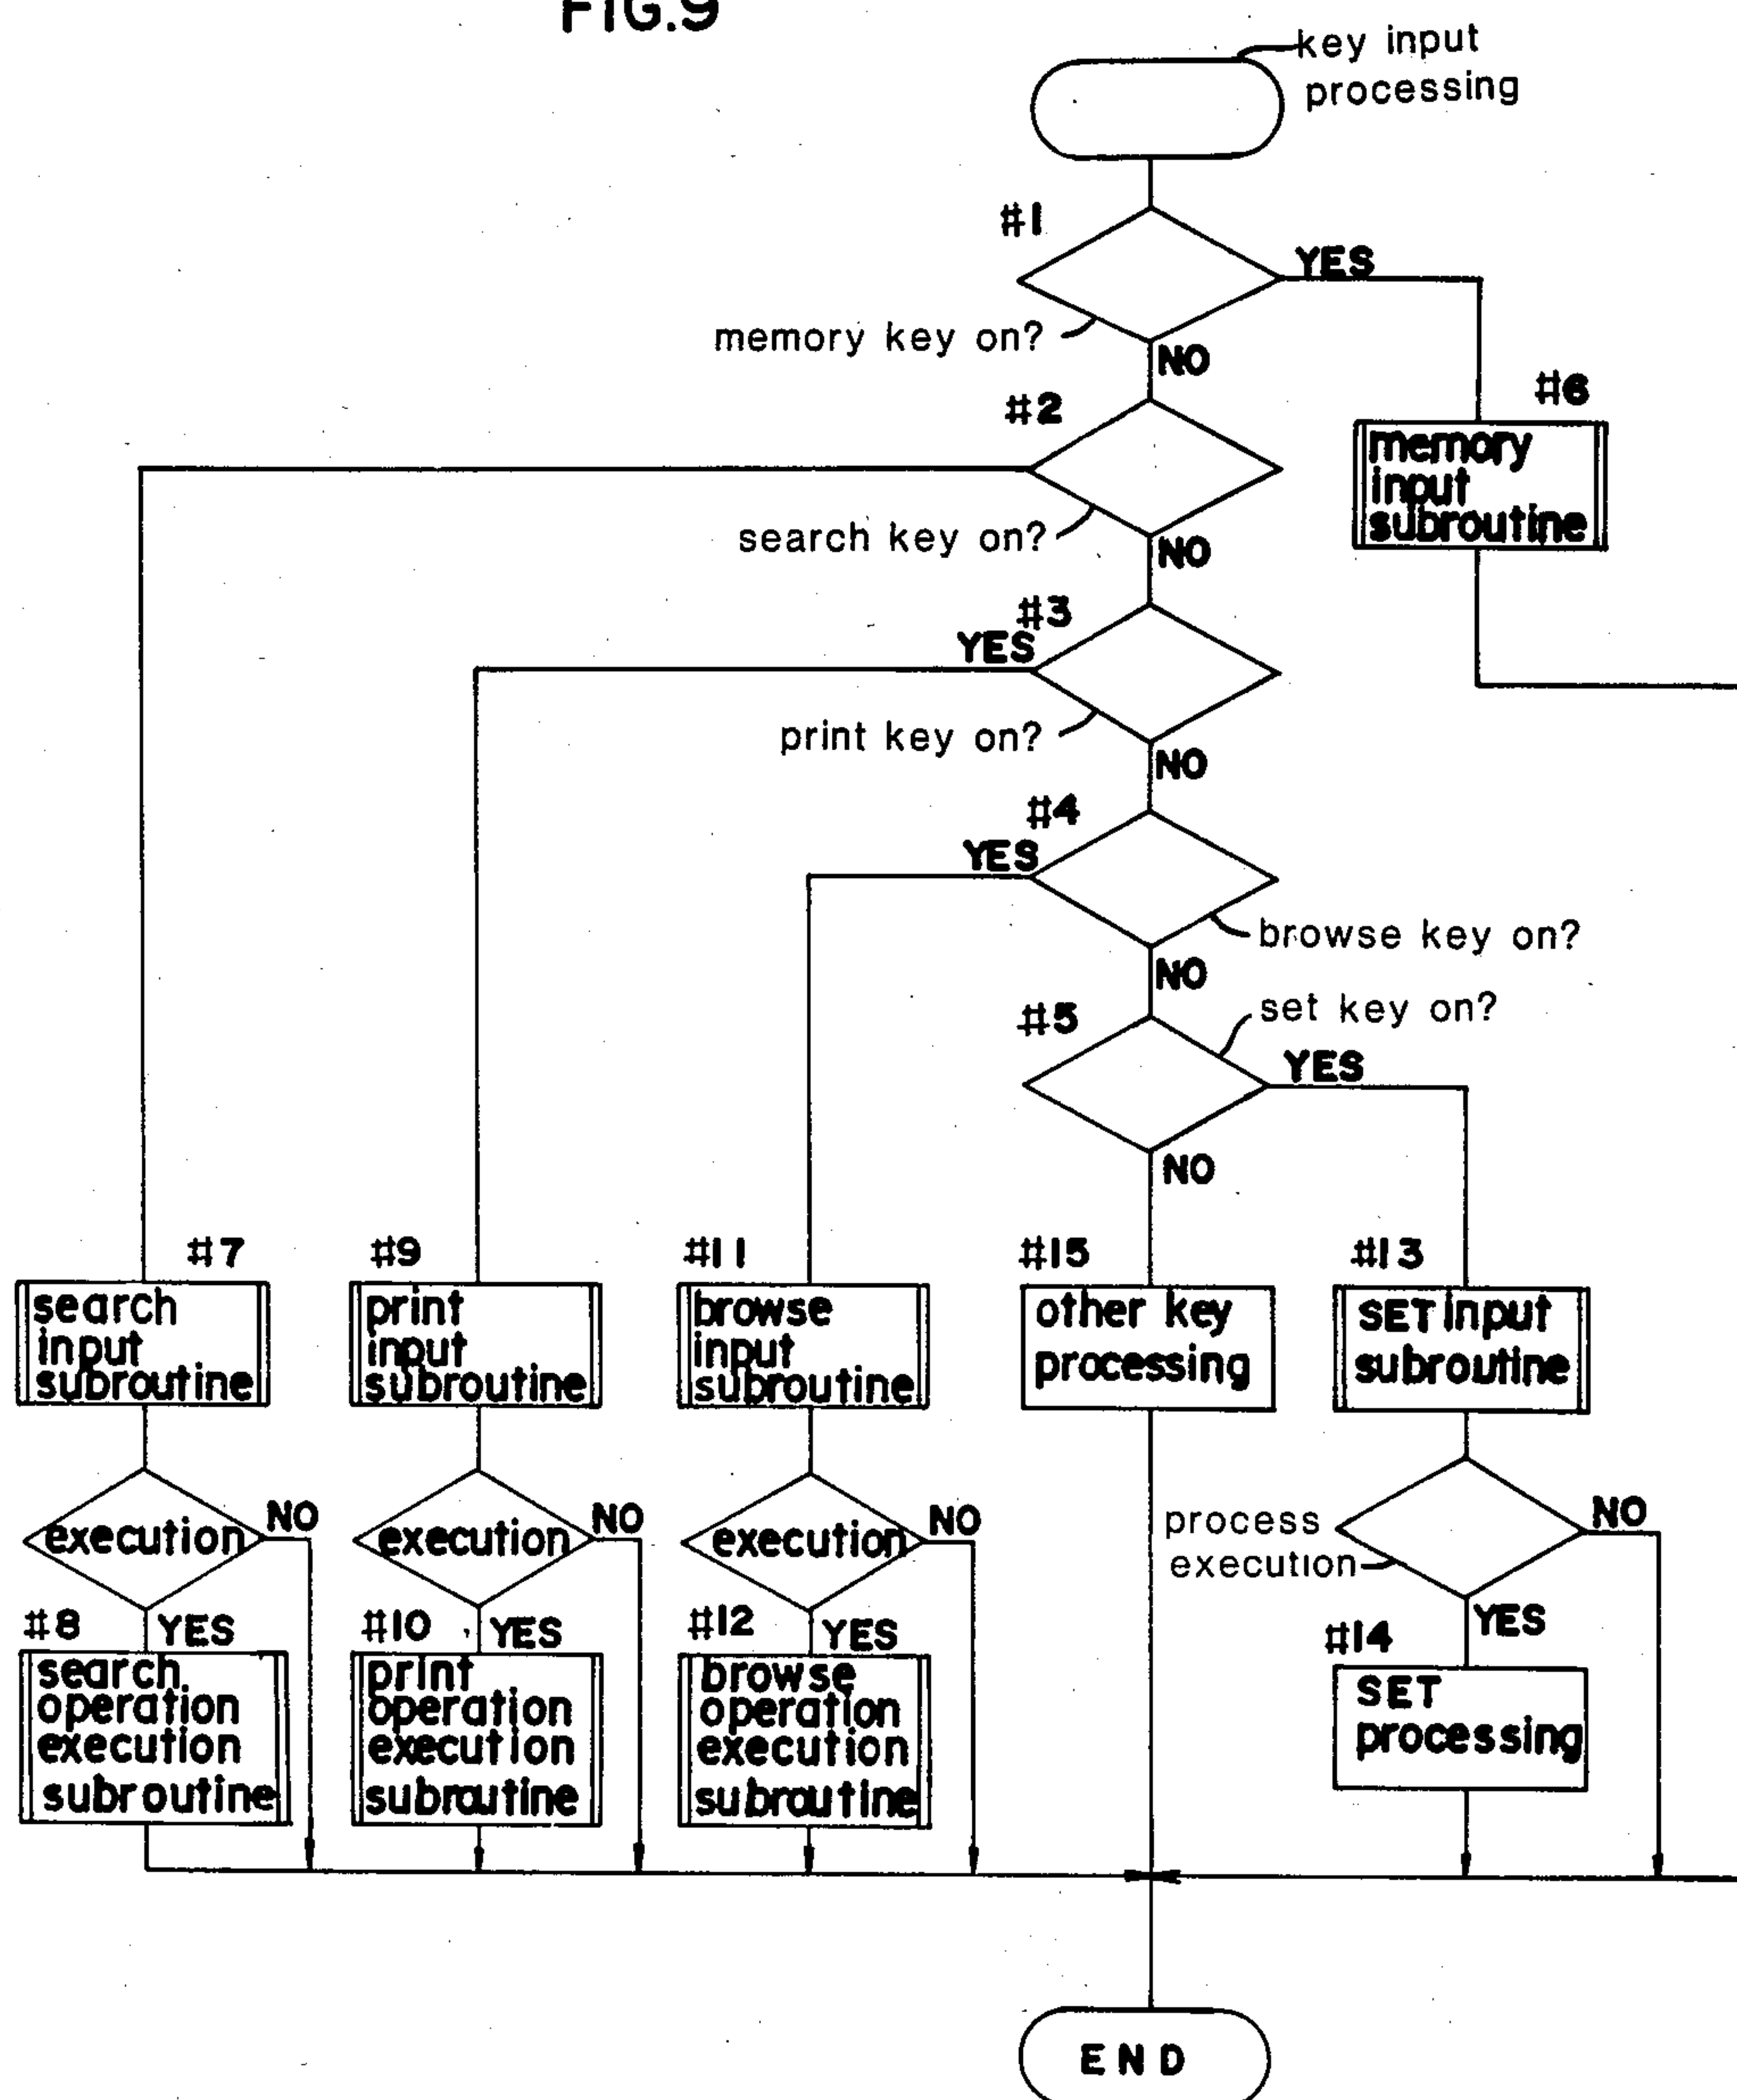 FIG.9
key input
processing
#1
YES
memory key on?
NO
#6
memory
input
subroutine
#2
search key on?
NO
#3
YES
print key on?
NO
#4
YES
browse key on?
NO
#5
set key on?
YES
NO
#7
#9
#11
#15
#13
search
input
subroutine
print
input
subroutine
browse
input
subroutine
other key
processing
SET input
subroutine
execution
NO
execution
NO
execution
NO
process
execution
NO
#8
YES
#10
YES
#12
YES
#14
YES
search
operation
execution
subroutine
print
operation
execution
subroutine
browse
operation
execution
subroutine
SET
processing
END